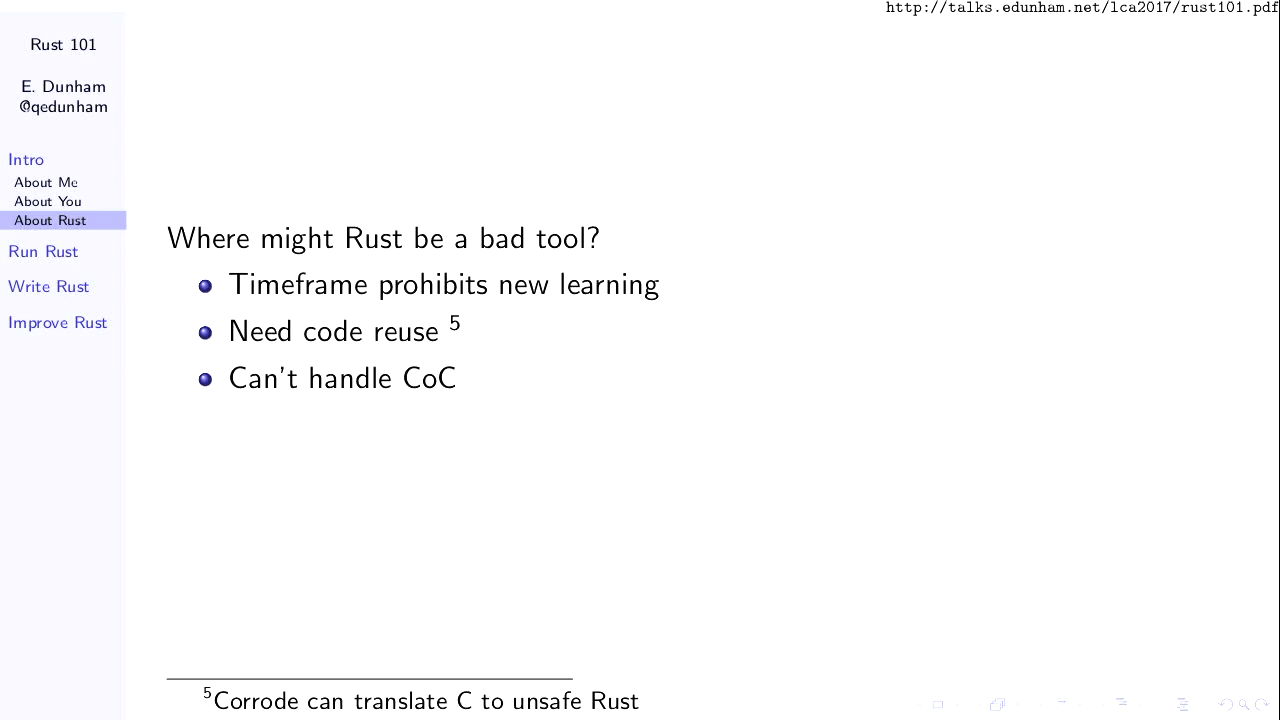 http://talks.edunham.net/lca2017/rust101.pdf
Rust 101
E. Dunham
@qedunham
Intro
About Me
About You
About Rust
Run Rust
Write Rust
Improve Rust
Where might Rust be a bad tool?
Timeframe prohibits new learning
Need code reuse 5
Can't handle CoC
5Corrode can translate C to unsafe Rust